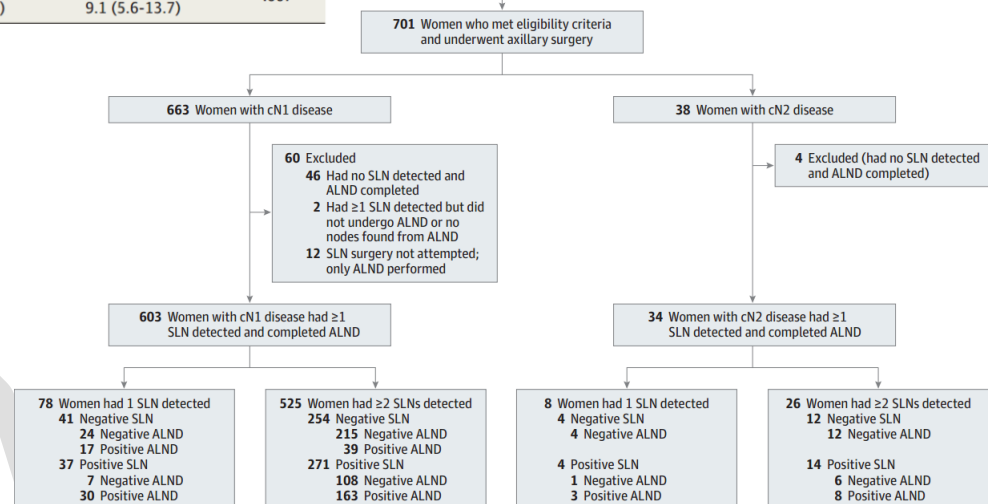 9.1 (5.6-13.7)
701 Women who met eligibility criteria
and underwent axillary surgery
663 Women with cN1 disease
38 Women with cN2 disease
60 Excluded
46 Had no SLN detected and
ALND completed
2 Had ≥1 SLN detected but did
not undergo ALND or no
nodes found from ALND
12 SLN surgery not attempted;
only ALND performed
4 Excluded (had no SLN detected
and ALND completed)
603 Women with cN1 disease had ≥1
SLN detected and completed ALND
34 Women with cN2 disease had ≥1
SLN detected and completed ALND
78 Women had 1 SLN detected
41 Negative SLN
24 Negative ALND
17 Positive ALND
37 Positive SLN
7 Negative ALND
30 Positive ALND
525 Women had ≥2 SLNs detected
254 Negative SLN
215 Negative ALND
39 Positive ALND
271 Positive SLN
108 Negative ALND
163 Positive ALND
8 Women had 1 SLN detected
4 Negative SLN
4 Negative ALND
4 Positive SLN
1 Negative ALND
3 Positive ALND
26 Women had ≥2 SLNs detected
12 Negative SLN
12 Negative ALND
14 Positive SLN
6 Negative ALND
8 Positive ALND